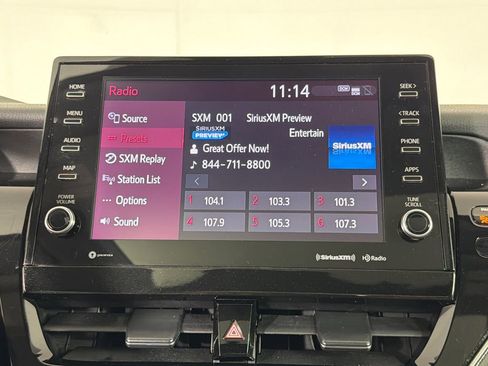 HOME
MENU
AUDIO
MAP
POWER
VOLUME
Radio
11:14
DCM
Source
Presets
SXM Replay
Station List
Options
Sound
SXM 001 SiriusXM Preview
SIRIUSXM
PREVIEW
Entertain
Great Offer Now!
844-711-8800
SiriusXM
< >
1 104.1
2 103.3
3 101.3
4 107.9
5 105.3
6 107.3
SEEK >
< TRACK
PHONE
APPS
TUNE
SCROLL
SiriusXM
HD Radio